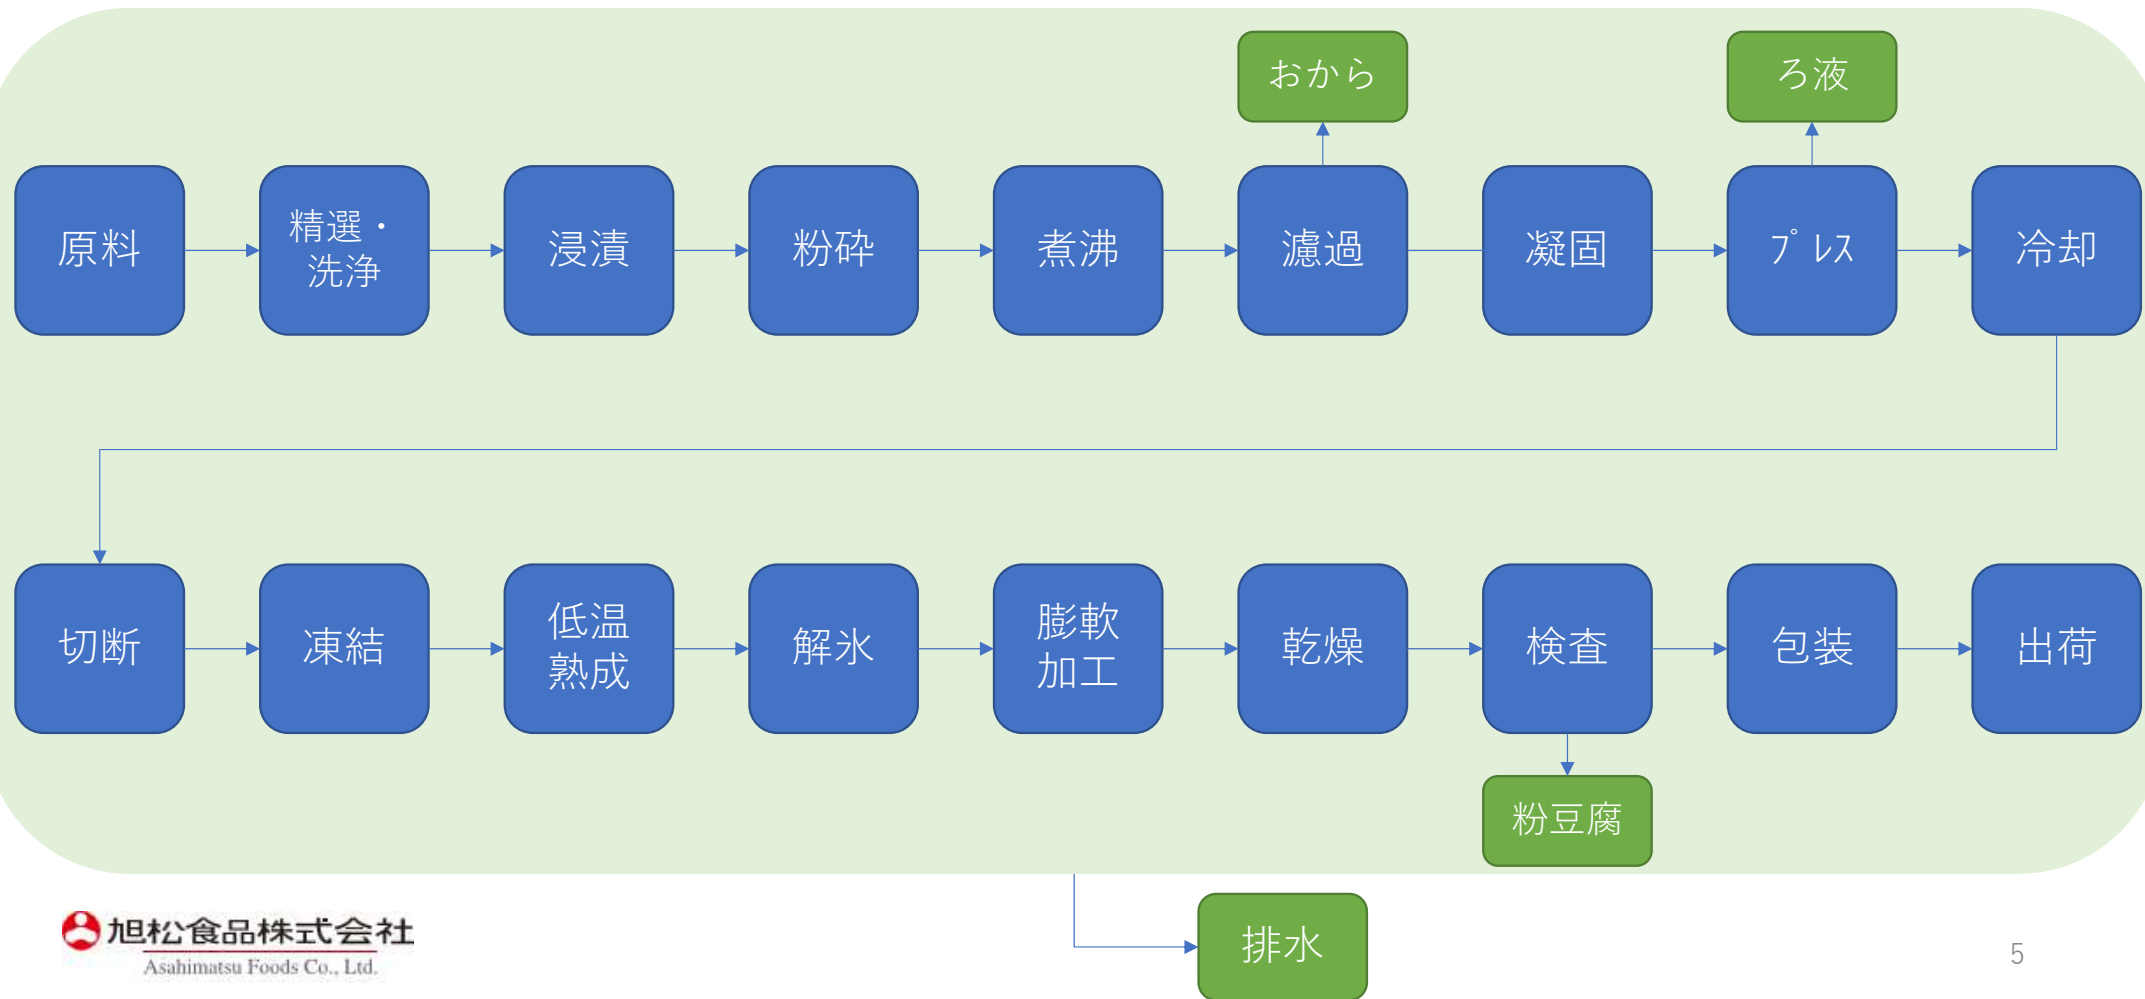 おから
ろ液
原料
精選・
洗浄
浸漬
粉砕
煮沸
濾過
凝固
ﾌﾟﾚｽ
冷却
切断
凍結
低温
熟成
解氷
膨軟
加工
乾燥
検査
包装
出荷
粉豆腐
排水
旭松食品株式会社
Asahimatsu Foods Co., Ltd.
5